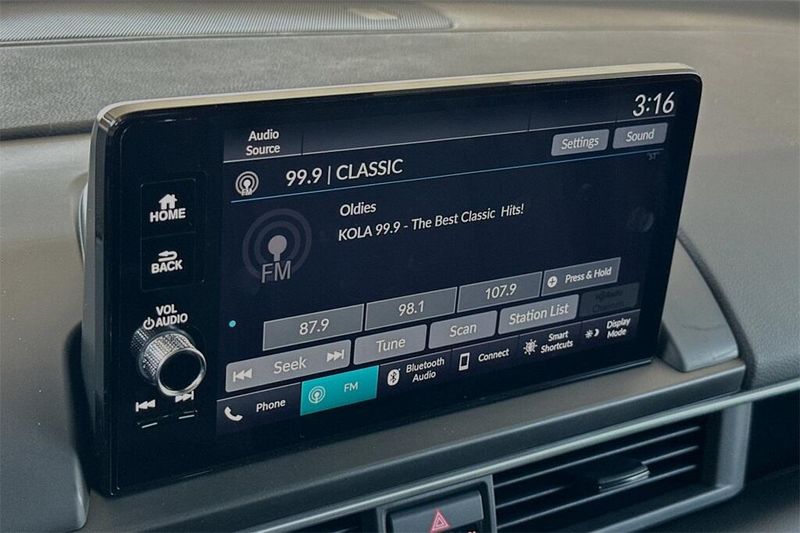 3:16
Audio
Source
Settings
Sound
FM
99.9 | CLASSIC
HOME
Oldies
KOLA 99.9 - The Best Classic Hits!
FM
BACK
VOL
AUDIO
87.9
98.1
107.9
Press & Hold
Seek
Tune
Scan
Station List
Phone
FM
Bluetooth
Audio
Connect
Smart
Shortcuts
Display
Mode